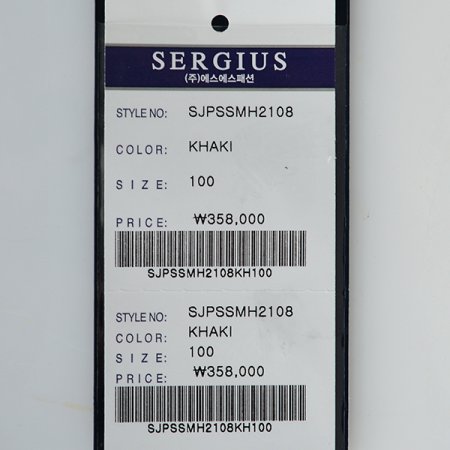 SERGIUS
(주)에스에스패션
STYLE NO: SJPSSMH2108
COLOR: KHAKI
SIZE: 100
PRICE: ₩358,000
SJPSSMH2108KH100
STYLE NO: SJPSSMH2108
COLOR: KHAKI
SIZE: 100
PRICE: ₩358,000
SJPSSMH2108KH100